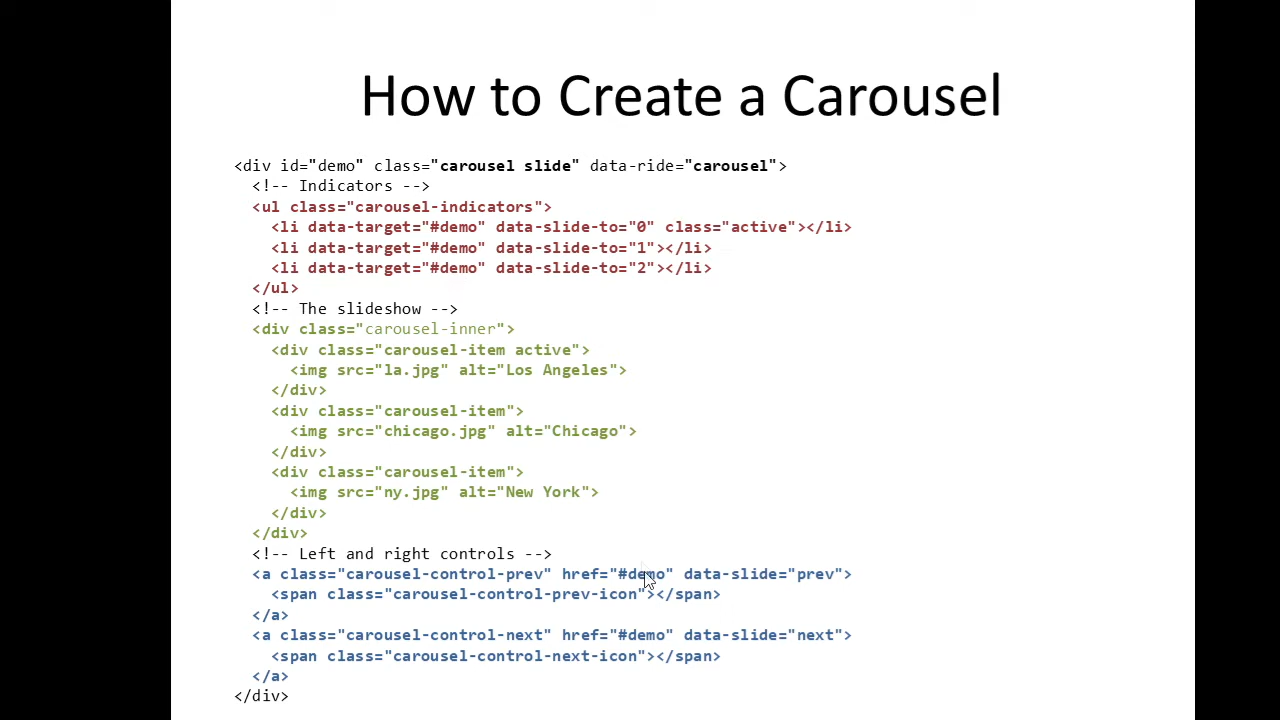 How to Create a Carousel
<div id="demo" class="carousel slide" data-ride="carousel">
<!-- Indicators -->
<ul class="carousel-indicators">
<li data-target="#demo" data-slide-to="0" class="active"></li>
<li data-target="#demo" data-slide-to="1"></li>
<li data-target="#demo" data-slide-to="2"></li>
</ul>
<!-- The slideshow -->
<div class="carousel-inner">
<div class="carousel-item active">
<img src="la.jpg" alt="Los Angeles">
</div>
<div class="carousel-item">
<img src="chicago.jpg" alt="Chicago">
</div>
<div class="carousel-item">
<img src="ny.jpg" alt="New York">
</div>
</div>
<!-- Left and right controls -->
<a class="carousel-control-prev" href="#demo" data-slide="prev">
<span class="carousel-control-prev-icon"></span>
</a>
<a class="carousel-control-next" href="#demo" data-slide="next">
<span class="carousel-control-next-icon"></span>
</a>
</div>